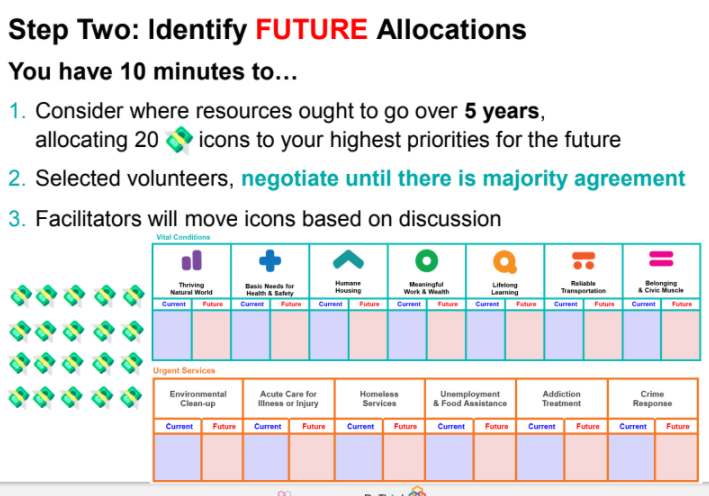 Step Two: Identify FUTURE Allocations
You have 10 minutes to...
1. Consider where resources ought to go over 5 years,
allocating 20 icons to your highest priorities for the future
2. Selected volunteers, negotiate until there is majority agreement
3. Facilitators will move icons based on discussion
Vital Conditions
Thriving
Natural World
Basic Needs for
Health & Safety
Humane
Housing
Meaningful
Work & Wealth
Lifelong
Learning
Reliable
Transportation
Belonging
& Civic Muscle
Current Future Current Future Current Future Current Future Current Future Current Future Current Future
Urgent Services
Environmental
Clean-up
Acute Care for
Illness or Injury
Homeless
Services
Unemployment
& Food Assistance
Addiction
Treatment
Crime
Response
Current Future Current Future Current Future Current Future Current Future Current Future